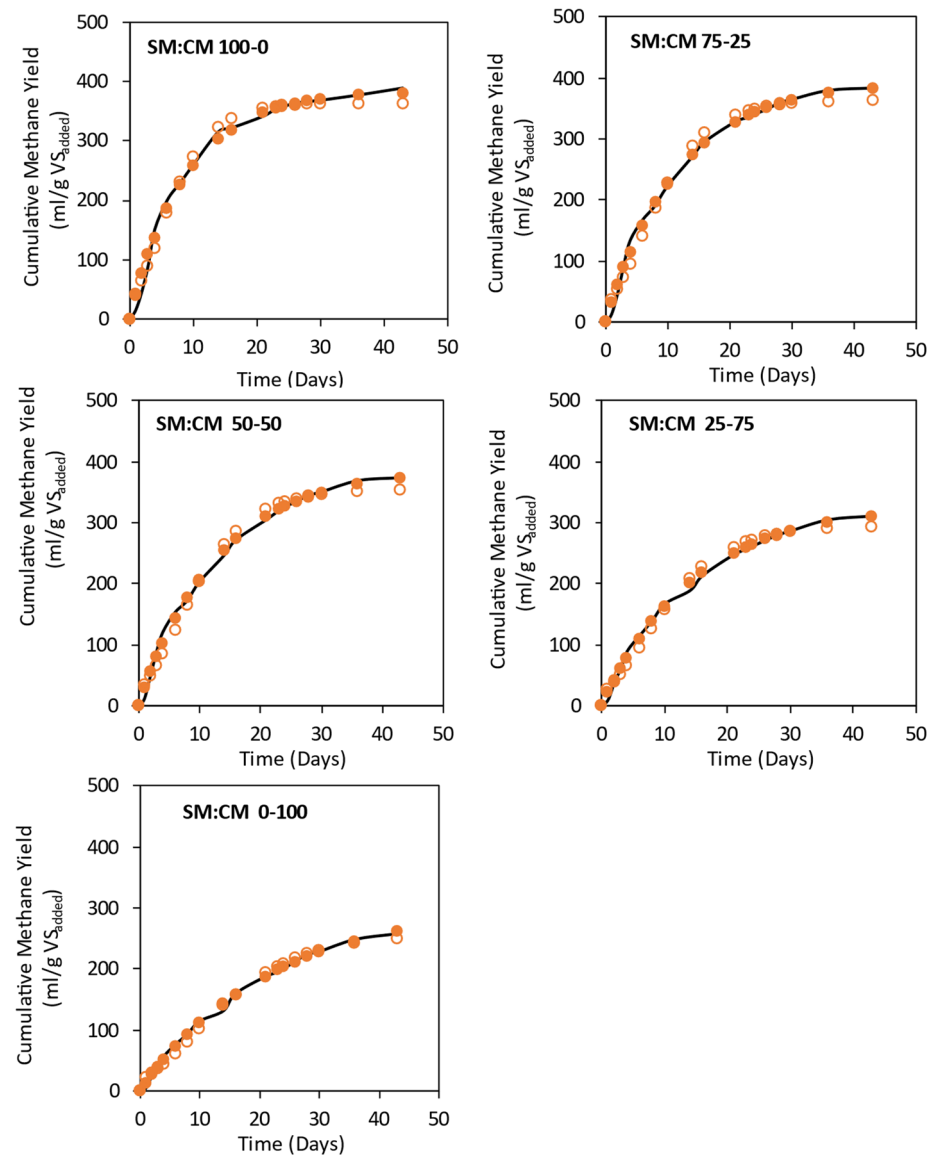 SM:CM 100-0
Cumulative Methane Yield
(ml/g VSadded)
500
400
300
200
100
0
0 10 20 30 40 50
Time (Days)
SM:CM 75-25
Cumulative Methane Yield
(ml/g VSadded)
500
400
300
200
100
0
0 10 20 30 40 50
Time (Days)
SM:CM 50-50
Cumulative Methane Yield
(ml/g VSadded)
500
400
300
200
100
0
0 10 20 30 40 50
Time (Days)
SM:CM 25-75
Cumulative Methane Yield
(ml/g VSadded)
500
400
300
200
100
0
0 10 20 30 40 50
Time (Days)
SM:CM 0-100
Cumulative Methane Yield
(ml/g VSadded)
500
400
300
200
100
0
0 10 20 30 40 50
Time (Days)